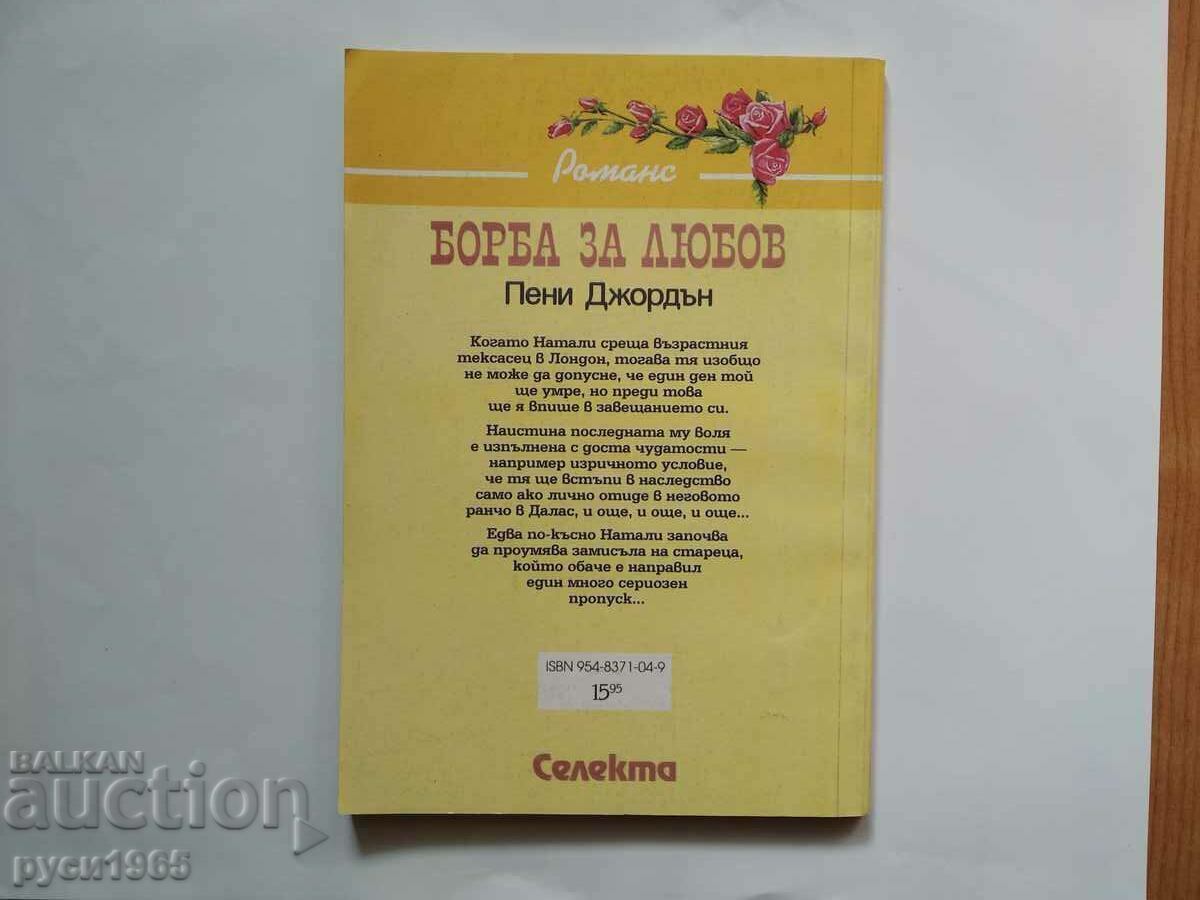 Романс
БОРБА ЗА ЛЮБОВ
Пени Джордън
Когато Натали среща възрастния
тексасец в Лондон, тогава тя изобщо
не може да допусне, че един ден той
ще умре, но преди това
ще я впише в завещанието си.
Наистина последната му воля
е изпълнена с доста чудатости —
например изричното условие,
че тя ще встъпи в наследство
само ако лично отиде в неговото
ранчо в Далас, и още, и още, и още...
Едва по-късно Натали започва
да проумява замисъла на стареца,
който обаче е направил
един много сериозен
пропуск...
ISBN 954-8371-04-9
15 95
Селекта
BALKAN
auction
руси1965